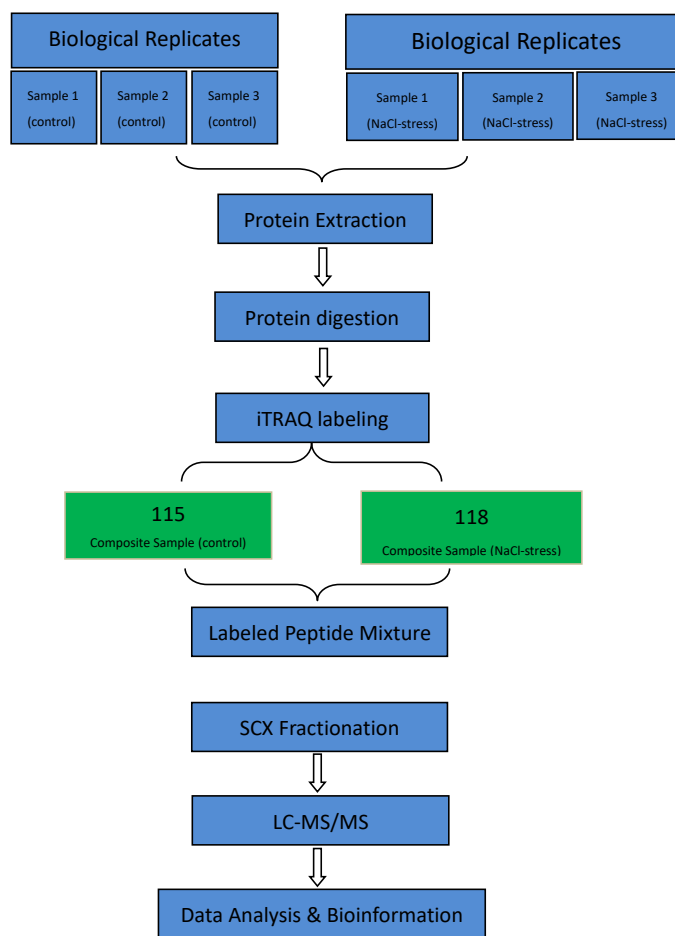 Biological Replicates
Biological Replicates
Sample 1
(control)
Sample 2
(control)
Sample 3
(control)
Sample 1
(NaCl-stress)
Sample 2
(NaCl-stress)
Sample 3
(NaCl-stress)
Protein Extraction
Protein digestion
iTRAQ labeling
115
Composite Sample (control)
118
Composite Sample (NaCl-stress)
Labeled Peptide Mixture
SCX Fractionation
LC-MS/MS
Data Analysis & Bioinformation